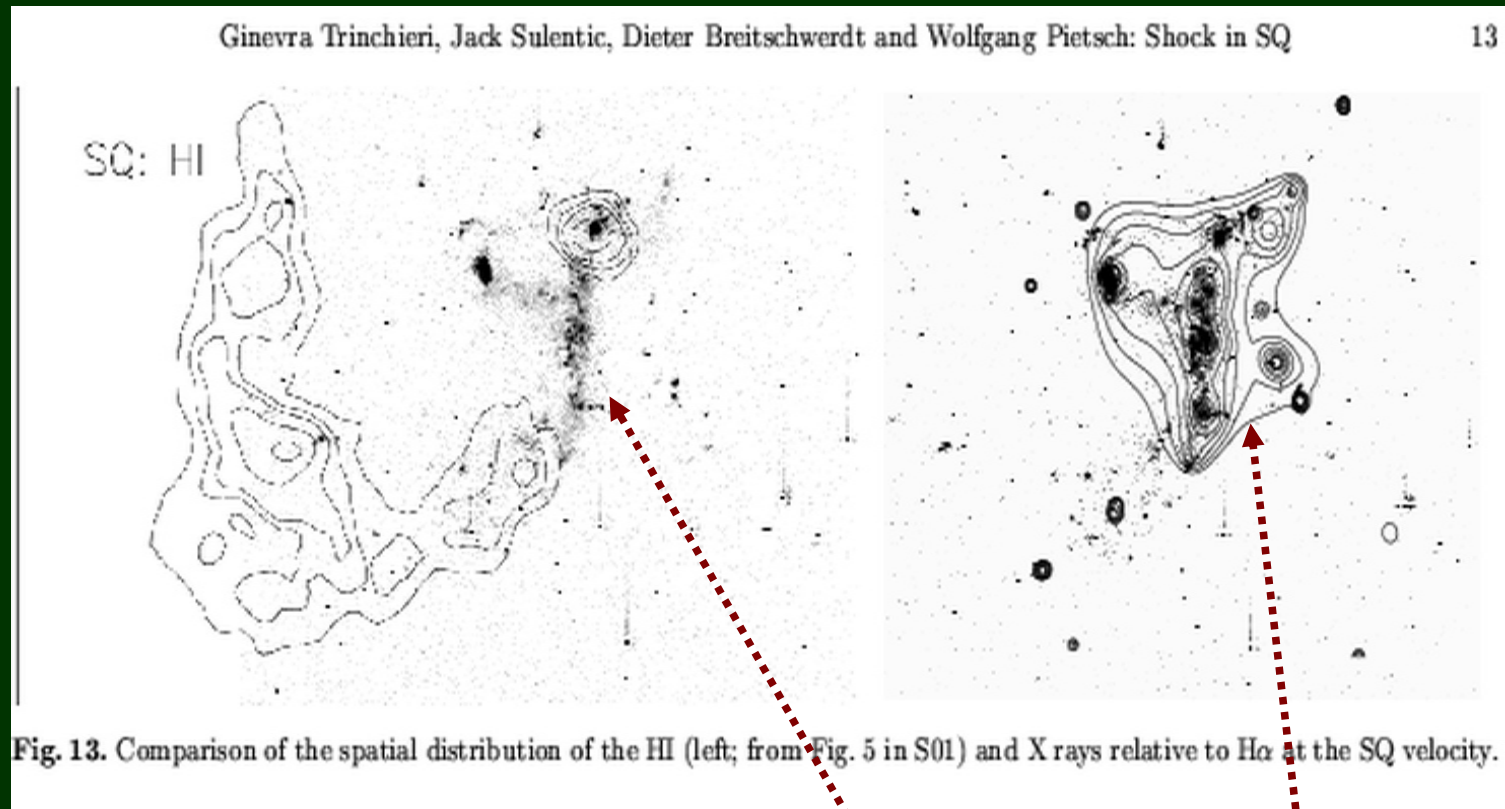 Ginevra Trinchieri, Jack Sulentic, Dieter Breitschwerdt and Wolfgang Pietsch: Shock in SQ 13
SQ: HI
Fig. 13. Comparison of the spatial distribution of the HI (left; from Fig. 5 in S01) and X rays relative to Hα at the SQ velocity.